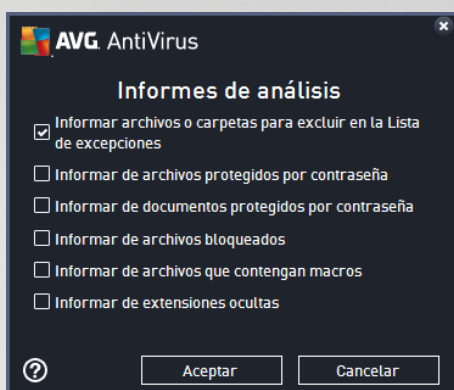 AVG AntiVirus
Informes de análisis
Informar archivos o carpetas para excluir en la Lista
de excepciones
Informar de archivos protegidos por contraseña
Informar de documentos protegidos por contraseña
Informar de archivos bloqueados
Informar de archivos que contengan macros
Informar de extensiones ocultas
?
Aceptar
Cancelar